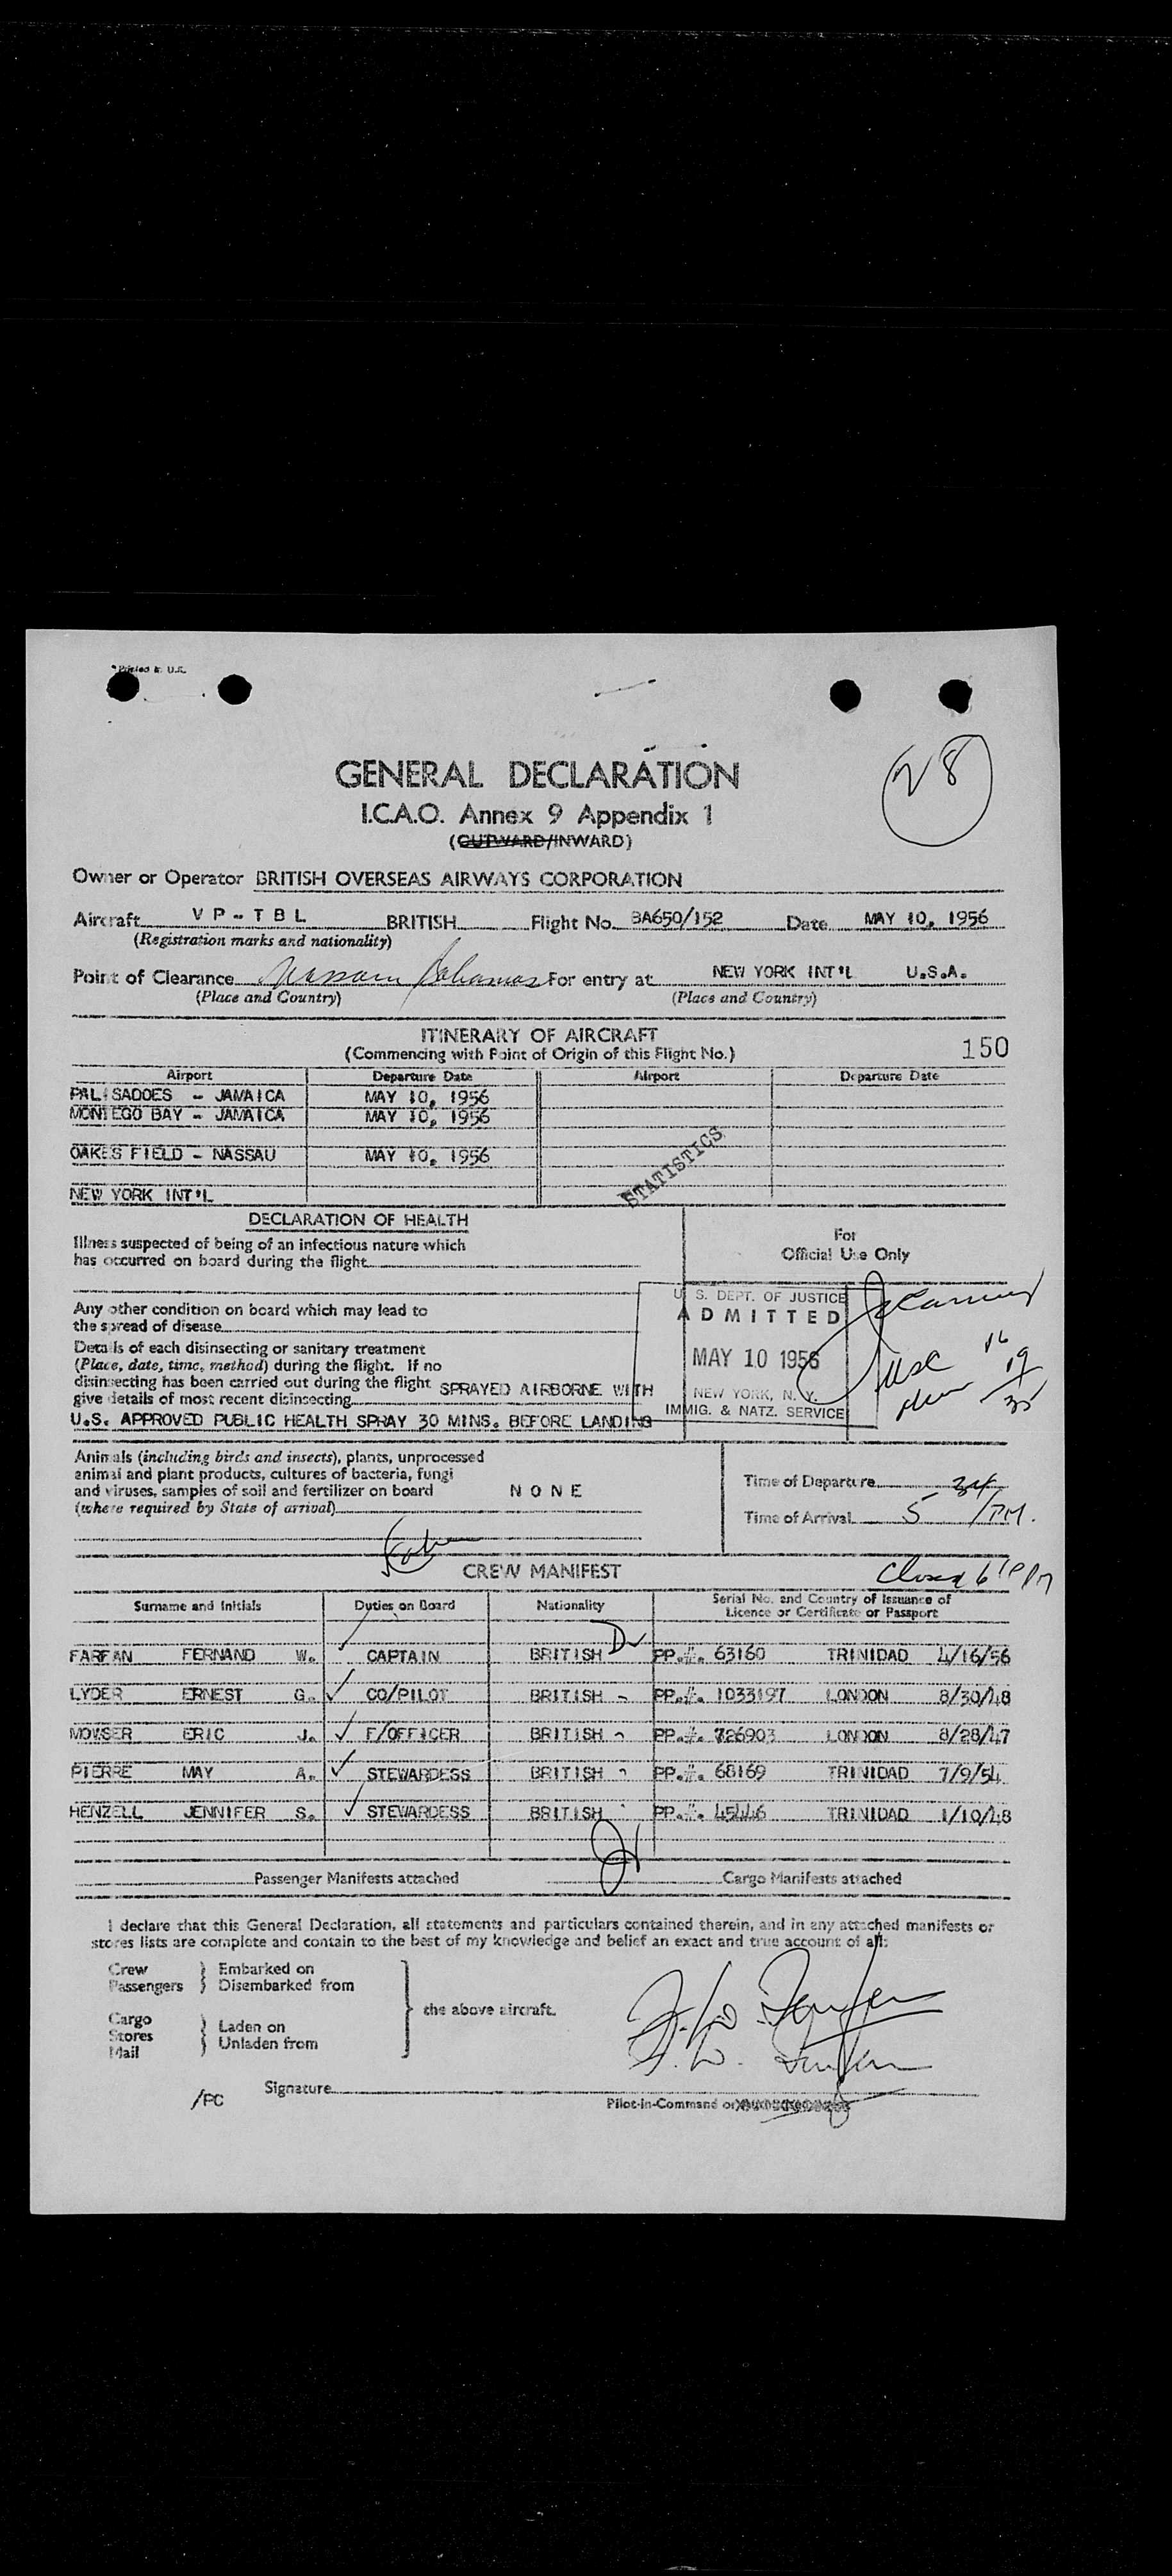 Printed in U.K.
28
GENERAL DECLARATION
I.C.A.O. Annex 9 Appendix 1
(OUTWARD/INWARD)
Owner or Operator BRITISH OVERSEAS AIRWAYS CORPORATION
Aircraft VP-TBL BRITISH Flight No. BA650/152 Date MAY 10, 1956
(Registration marks and nationality)
Point of Clearance Nassau Bahamas For entry at NEW YORK INT'L U.S.A.
(Place and Country) (Place and Country)
ITINERARY OF AIRCRAFT
(Commencing with Point of Origin of this Flight No.) 150
Airport Departure Date Airport Departure Date
PALISADOES - JAMAICA MAY 10, 1956
MONTEGO BAY - JAMAICA MAY 10, 1956
OAKES FIELD - NASSAU MAY 10, 1956
STATISTICS
NEW YORK INT'L
DECLARATION OF HEALTH
Illness suspected of being of an infectious nature which
has occurred on board during the flight
For
Official Use Only
Any other condition on board which may lead to
the spread of disease
Details of each disinsecting or sanitary treatment
(Place, date, time, method) during the flight. If no
disinsecting has been carried out during the flight
give details of most recent disinsecting SPRAYED AIRBORNE WITH
U.S. APPROVED PUBLIC HEALTH SPRAY 30 MINS. BEFORE LANDING
U. S. DEPT. OF JUSTICE
ADMITTED
MAY 10 1956
NEW YORK, N. Y.
IMMIG. & NATZ. SERVICE
USC 16
19
35
Animals (including birds and insects), plants, unprocessed
animal and plant products, cultures of bacteria, fungi
and viruses, samples of soil and fertilizer on board NONE
(where required by State of arrival)
Time of Departure
Time of Arrival 5 34/PM.
CREW MANIFEST
Closed 6 PM
Surname and Initials Duties on Board Nationality Serial No. and Country of Issuance of
Licence or Certificate or Passport
FARFAN FERNAND W. CAPTAIN BRITISH PP.#. 63160 TRINIDAD 4/16/56
LYDER ERNEST G. CO/PILOT BRITISH PP.#. 1033197 LONDON 8/30/48
MOWSER ERIC J. F/OFFICER BRITISH PP.#. 726903 LONDON 8/28/47
PIERRE MAY A. STEWARDESS BRITISH PP.#. 68169 TRINIDAD 7/9/54
HENZELL JENNIFER S. STEWARDESS BRITISH PP.#. 45446 TRINIDAD 1/10/48
Passenger Manifests attached Cargo Manifests attached
I declare that this General Declaration, all statements and particulars contained therein, and in any attached manifests or
stores lists are complete and contain to the best of my knowledge and belief an exact and true account of all:
Crew Embarked on
Passengers Disembarked from
the above aircraft.
Cargo
Stores Laden on
Mail Unladen from
F. W. Farfan
F. W. Farfan
Signature
/PC
Pilot-in-Command or